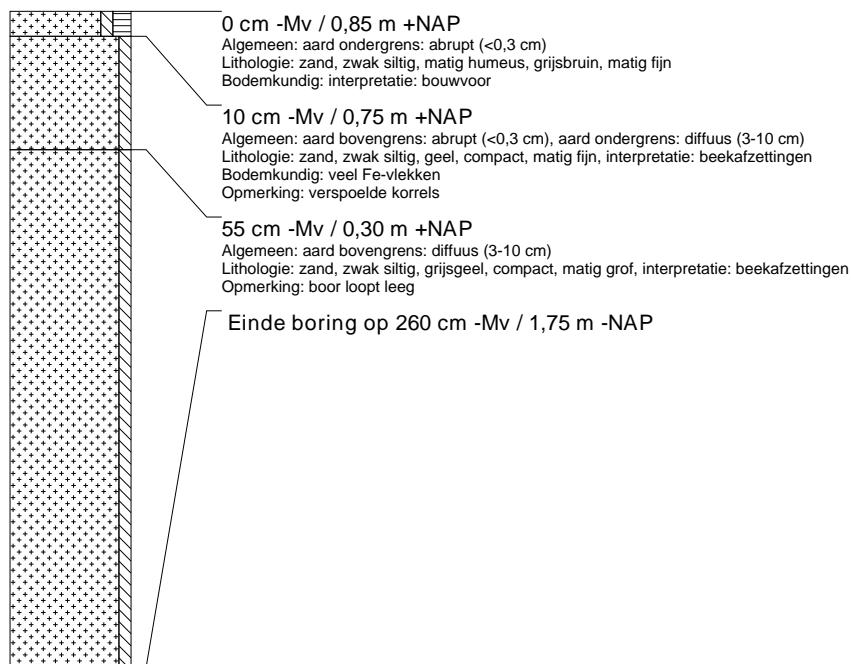 0 cm -Mv / 0,85 m +NAP
Algemeen: aard ondergrens: abrupt (<0,3 cm)
Lithologie: zand, zwak siltig, matig humeus, grijsbruin, matig fijn
Bodemkundig: interpretatie: bouwvoor
10 cm -Mv / 0,75 m +NAP
Algemeen: aard bovengrens: abrupt (<0,3 cm), aard ondergrens: diffuus (3-10 cm)
Lithologie: zand, zwak siltig, geel, compact, matig fijn, interpretatie: beekafzettingen
Bodemkundig: veel Fe-vlekken
Opmerking: verspoelde korrels
55 cm -Mv / 0,30 m +NAP
Algemeen: aard bovengrens: diffuus (3-10 cm)
Lithologie: zand, zwak siltig, grijsgeel, compact, matig grof, interpretatie: beekafzettingen
Opmerking: boor loopt leeg
Einde boring op 260 cm -Mv / 1,75 m -NAP